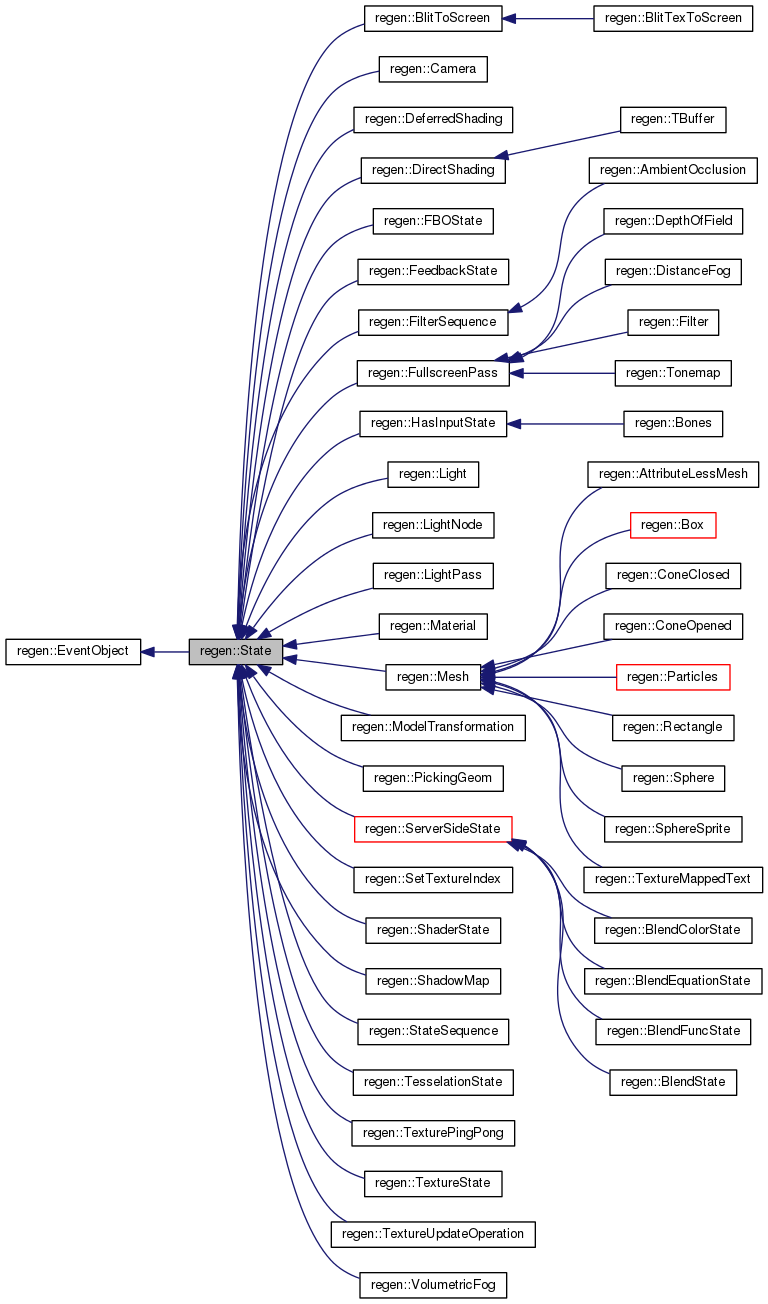 regen::BlitToScreen
regen::BlitTexToScreen
regen::Camera
regen::DeferredShading
regen::TBuffer
regen::DirectShading
regen::AmbientOcclusion
regen::FBOState
regen::DepthOfField
regen::FeedbackState
regen::DistanceFog
regen::FilterSequence
regen::Filter
regen::FullscreenPass
regen::Tonemap
regen::HasInputState
regen::Bones
regen::Light
regen::AttributeLessMesh
regen::LightNode
regen::Box
regen::LightPass
regen::ConeClosed
regen::Material
regen::ConeOpened
regen::EventObject
regen::State
regen::Mesh
regen::Particles
regen::ModelTransformation
regen::Rectangle
regen::PickingGeom
regen::Sphere
regen::ServerSideState
regen::SphereSprite
regen::SetTextureIndex
regen::TextureMappedText
regen::ShaderState
regen::BlendColorState
regen::ShadowMap
regen::BlendEquationState
regen::StateSequence
regen::BlendFuncState
regen::TesselationState
regen::BlendState
regen::TexturePingPong
regen::TextureState
regen::TextureUpdateOperation
regen::VolumetricFog